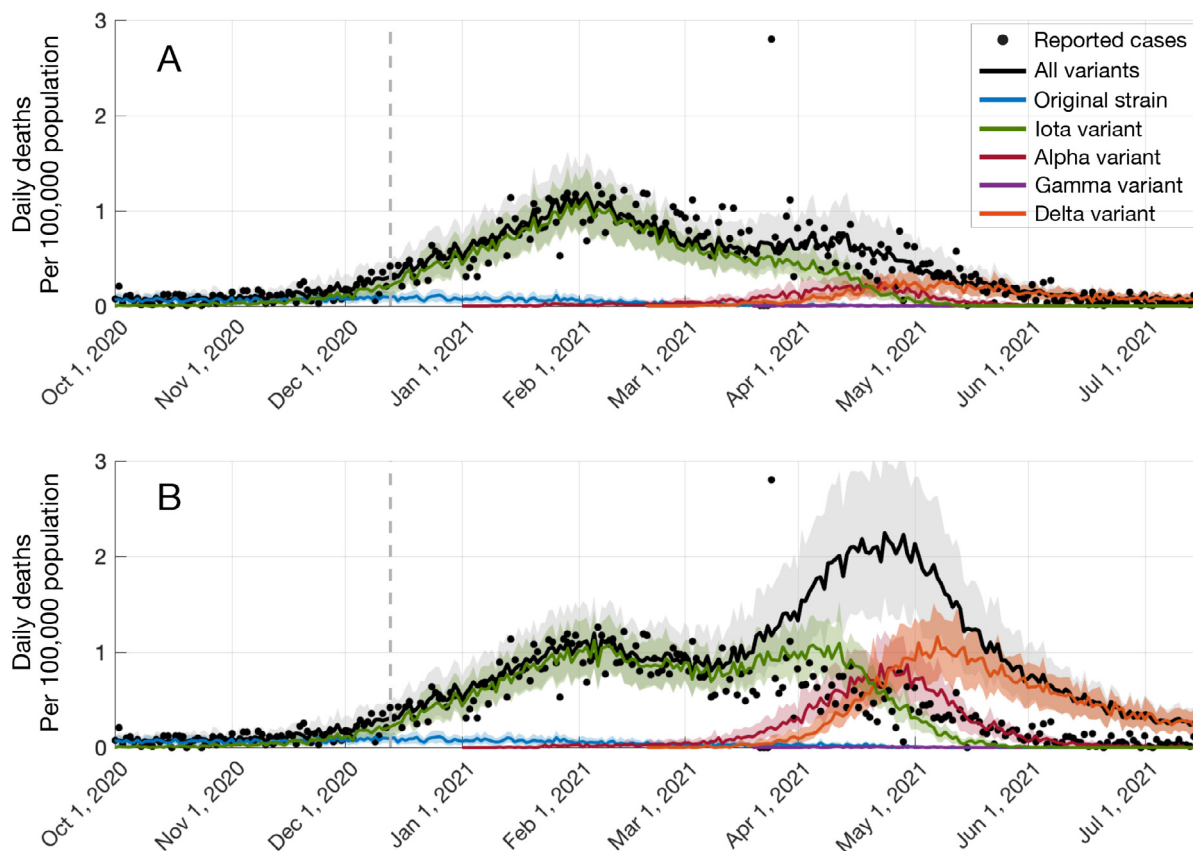 A
Daily deaths
Per 100,000 population
3
2
1
0
Reported cases
All variants
Original strain
Iota variant
Alpha variant
Gamma variant
Delta variant
Oct 1, 2020
Nov 1, 2020
Dec 1, 2020
Jan 1, 2021
Feb 1, 2021
Mar 1, 2021
Apr 1, 2021
May 1, 2021
Jun 1, 2021
Jul 1, 2021
B
Daily deaths
Per 100,000 population
3
2
1
0
Oct 1, 2020
Nov 1, 2020
Dec 1, 2020
Jan 1, 2021
Feb 1, 2021
Mar 1, 2021
Apr 1, 2021
May 1, 2021
Jun 1, 2021
Jul 1, 2021